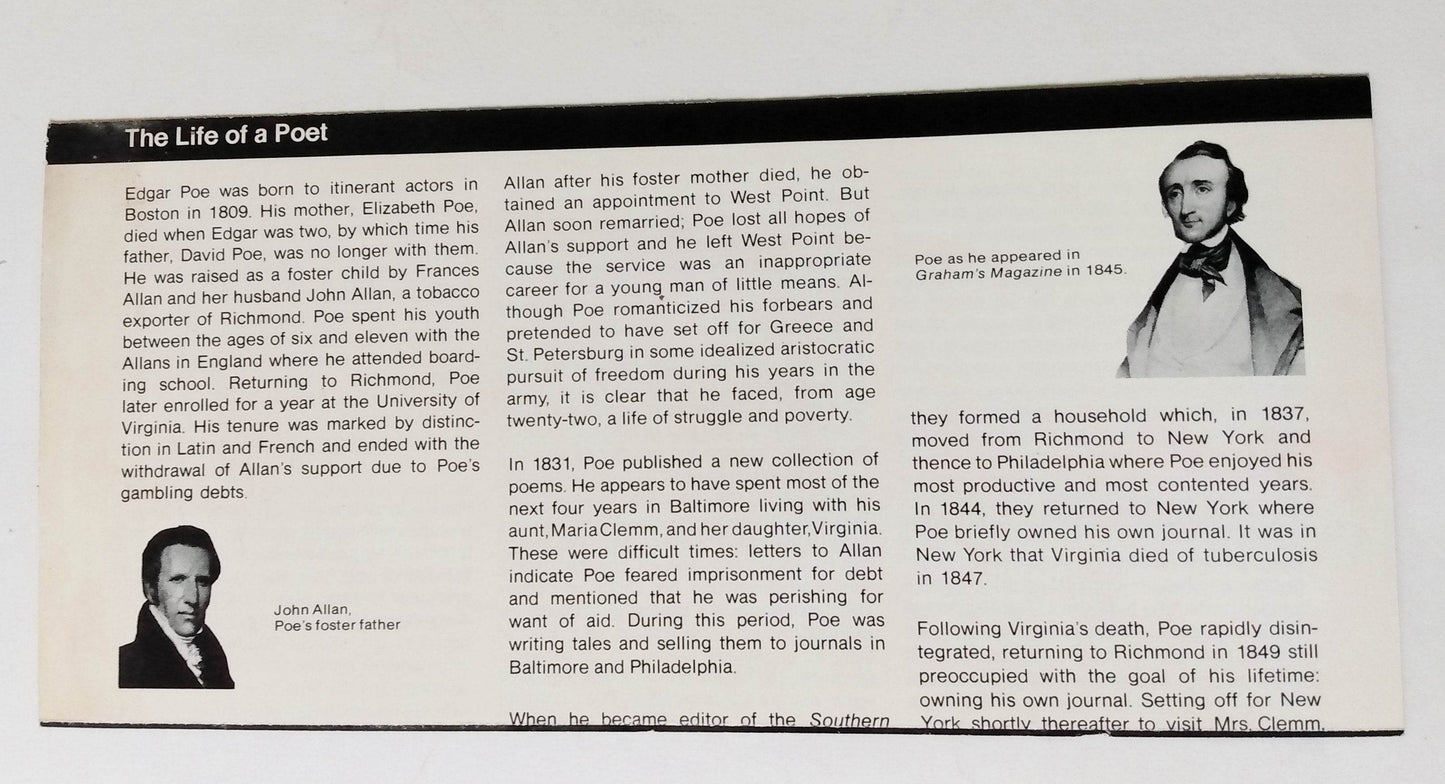 The Life of a Poet
Edgar Poe was born to itinerant actors in
Boston in 1809. His mother, Elizabeth Poe,
died when Edgar was two, by which time his
father, David Poe, was no longer with them.
He was raised as a foster child by Frances
Allan and her husband John Allan, a tobacco
exporter of Richmond. Poe spent his youth
between the ages of six and eleven with the
Allans in England where he attended board-
ing school. Returning to Richmond, Poe
later enrolled for a year at the University of
Virginia. His tenure was marked by distinc-
tion in Latin and French and ended with the
withdrawal of Allan's support due to Poe's
gambling debts.
John Allan,
Poe's foster father
Allan after his foster mother died, he ob-
tained an appointment to West Point. But
Allan soon remarried; Poe lost all hopes of
Allan's support and he left West Point be-
cause the service was an inappropriate
career for a young man of little means. Al-
though Poe romanticized his forbears and
pretended to have set off for Greece and
St. Petersburg in some idealized aristocratic
pursuit of freedom during his years in the
army, it is clear that he faced, from age
twenty-two, a life of struggle and poverty.
In 1831, Poe published a new collection of
poems. He appears to have spent most of the
next four years in Baltimore living with his
aunt, Maria Clemm, and her daughter, Virginia.
These were difficult times: letters to Allan
indicate Poe feared imprisonment for debt
and mentioned that he was perishing for
want of aid. During this period, Poe was
writing tales and selling them to journals in
Baltimore and Philadelphia.
When he became editor of the Southern
Poe as he appeared in
Graham's Magazine in 1845.
they formed a household which, in 1837,
moved from Richmond to New York and
thence to Philadelphia where Poe enjoyed his
most productive and most contented years.
In 1844, they returned to New York where
Poe briefly owned his own journal. It was in
New York that Virginia died of tuberculosis
in 1847.
Following Virginia's death, Poe rapidly disin-
tegrated, returning to Richmond in 1849 still
preoccupied with the goal of his lifetime:
owning his own journal. Setting off for New
York shortly thereafter to visit Mrs. Clemm,